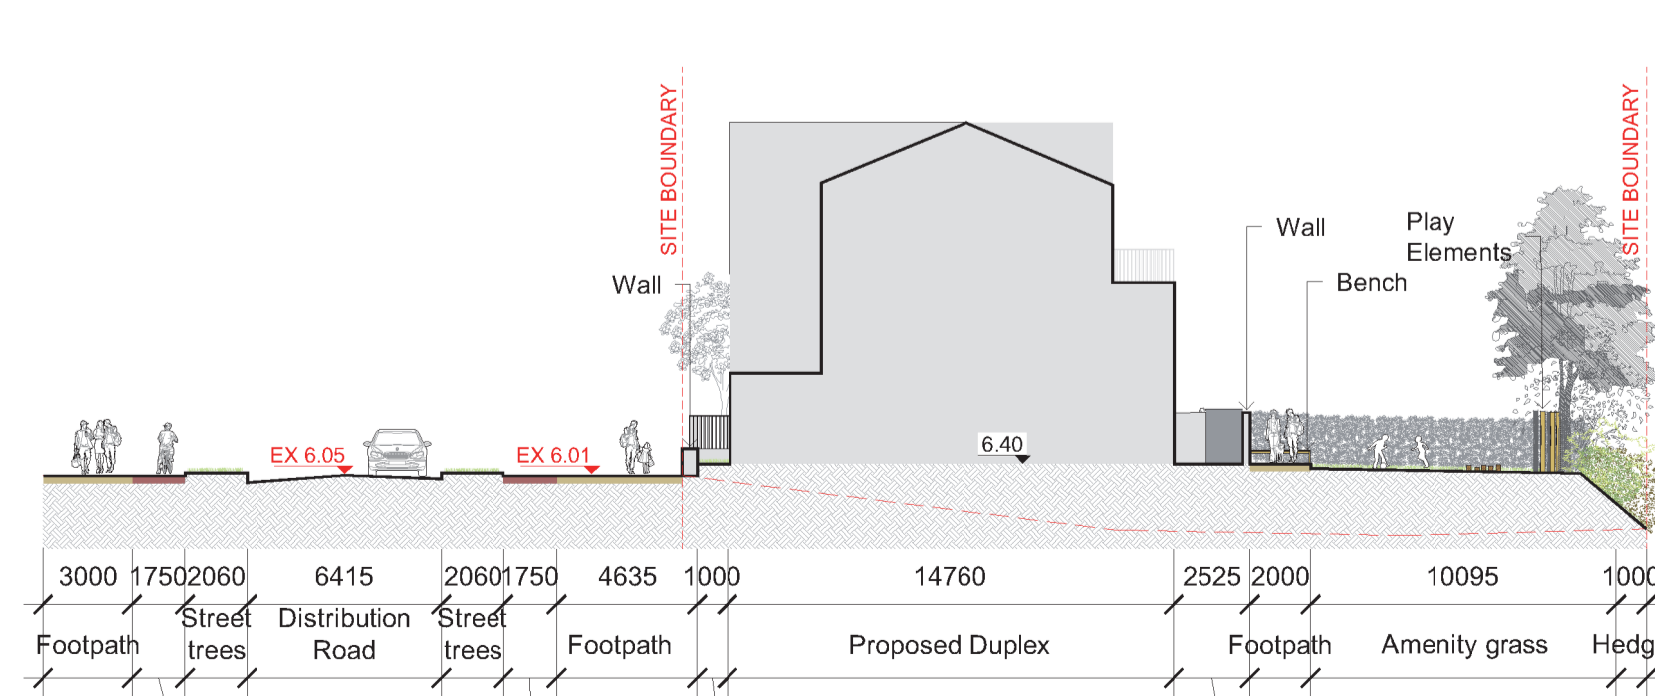 SITE BOUNDARY
SITE BOUNDARY
Wall
Play
Elements
Bench
Wall
EX 6.05
EX 6.01
6.40
3000 1750 2060 6415 2060 1750 4635 1000 14760 2525 2000 10095 1000
Street Distribution Street
Footpath trees Road trees Footpath Proposed Duplex Footpath Amenity grass Hedg